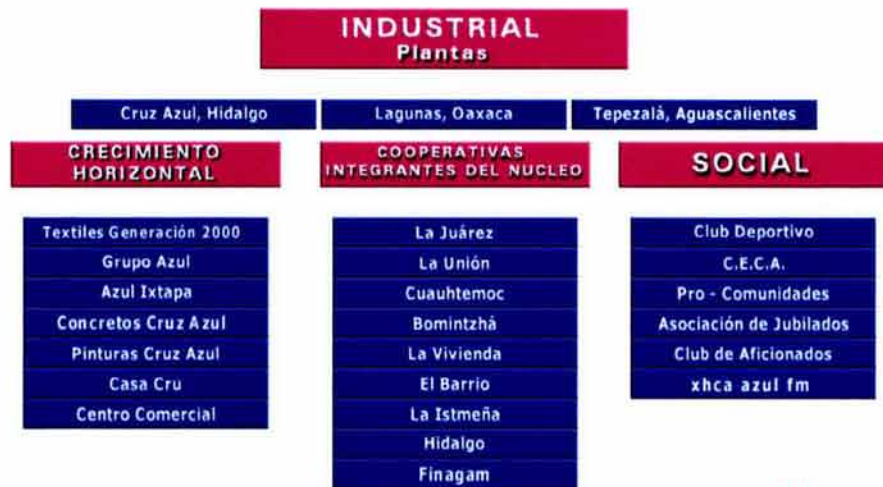 INDUSTRIAL
Plantas
Cruz Azul, Hidalgo
Lagunas, Oaxaca
Tepezalá, Aguascalientes
CRECIMIENTO
HORIZONTAL
Textiles Generación 2000
Grupo Azul
Azul Ixtapa
Concretos Cruz Azul
Pinturas Cruz Azul
Casa Cru
Centro Comercial
COOPERATIVAS
INTEGRANTES DEL NUCLEO
La Juárez
La Unión
Cuauhtemoc
Bomintzhá
La Vivienda
El Barrio
La Istmeña
Hidalgo
Finagam
SOCIAL
Club Deportivo
C.E.C.A.
Pro - Comunidades
Asociación de Jubilados
Club de Aficionados
xhca azul fm